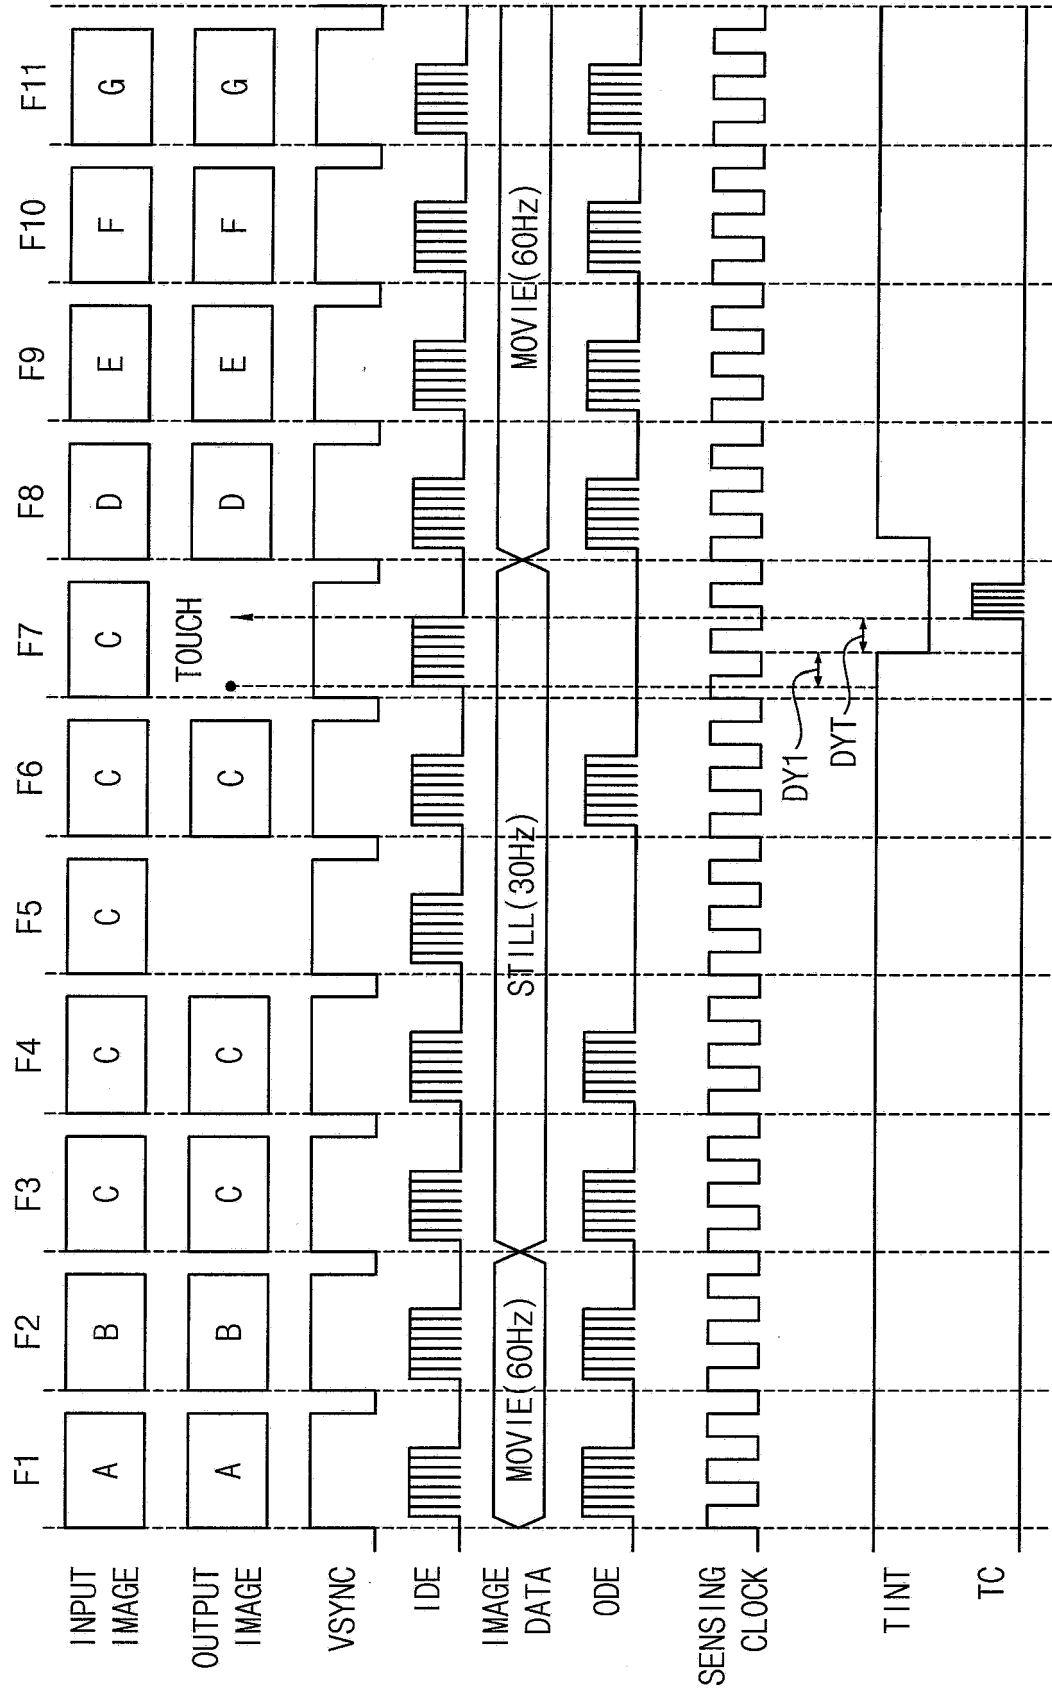 F1 F2 F3 F4 F5 F6 F7 F8 F9 F10 F11
INPUT
IMAGE
A B C C C C C D E F G
OUTPUT
IMAGE
A B C C C D E F G
TOUCH
VSYNC
IDE
IMAGE
DATA
MOVIE(60Hz) STILL(30Hz) MOVIE(60Hz)
ODE
SENSING
CLOCK
DY1
DYT
TINT
TC